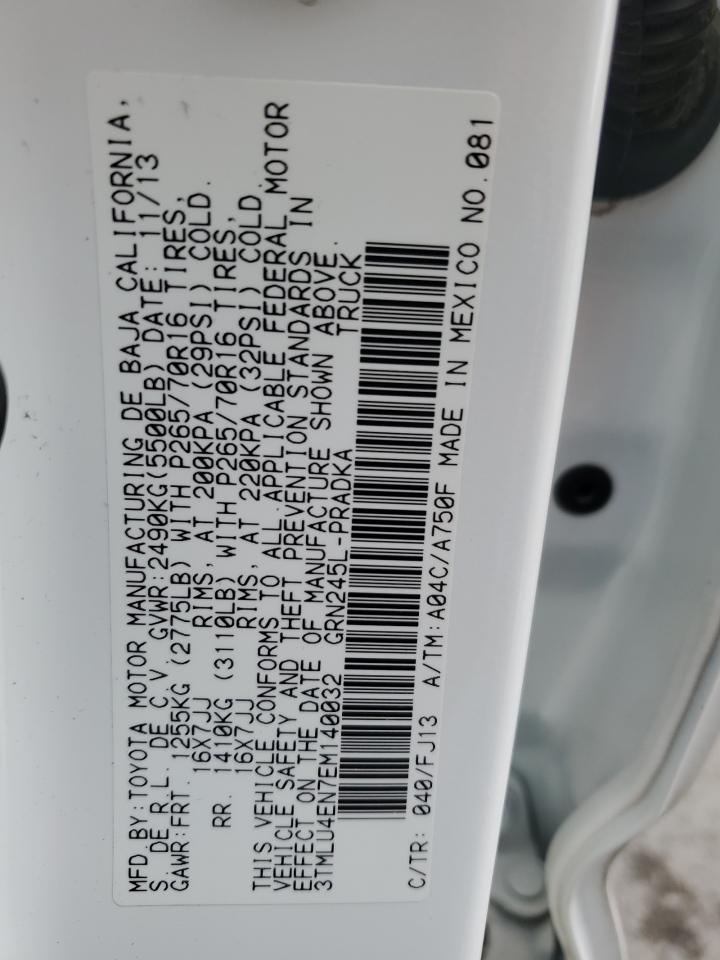 MFD.BY:TOYOTA MOTOR MANUFACTURING DE BAJA CALIFORNIA,
S. DE R.L. DE C.V. GVWR:2490KG(5500LB) DATE: 11/13
GAWR:FRT. 1255KG (2775LB) WITH P265/70R16 TIRES,
16X7JJ RIMS, AT 200KPA (29PSI) COLD.
RR. 1410KG (3110LB) WITH P265/70R16 TIRES,
16X7JJ RIMS, AT 220KPA (32PSI) COLD.
THIS VEHICLE CONFORMS TO ALL APPLICABLE FEDERAL MOTOR
VEHICLE SAFETY AND THEFT PREVENTION STANDARDS IN
EFFECT ON THE DATE OF MANUFACTURE SHOWN ABOVE.
3TMLU4EN7EM140032 GRN245L-PRADKA TRUCK
C/TR: 040/FJ13 A/TM:A04C/A750F MADE IN MEXICO NO.081